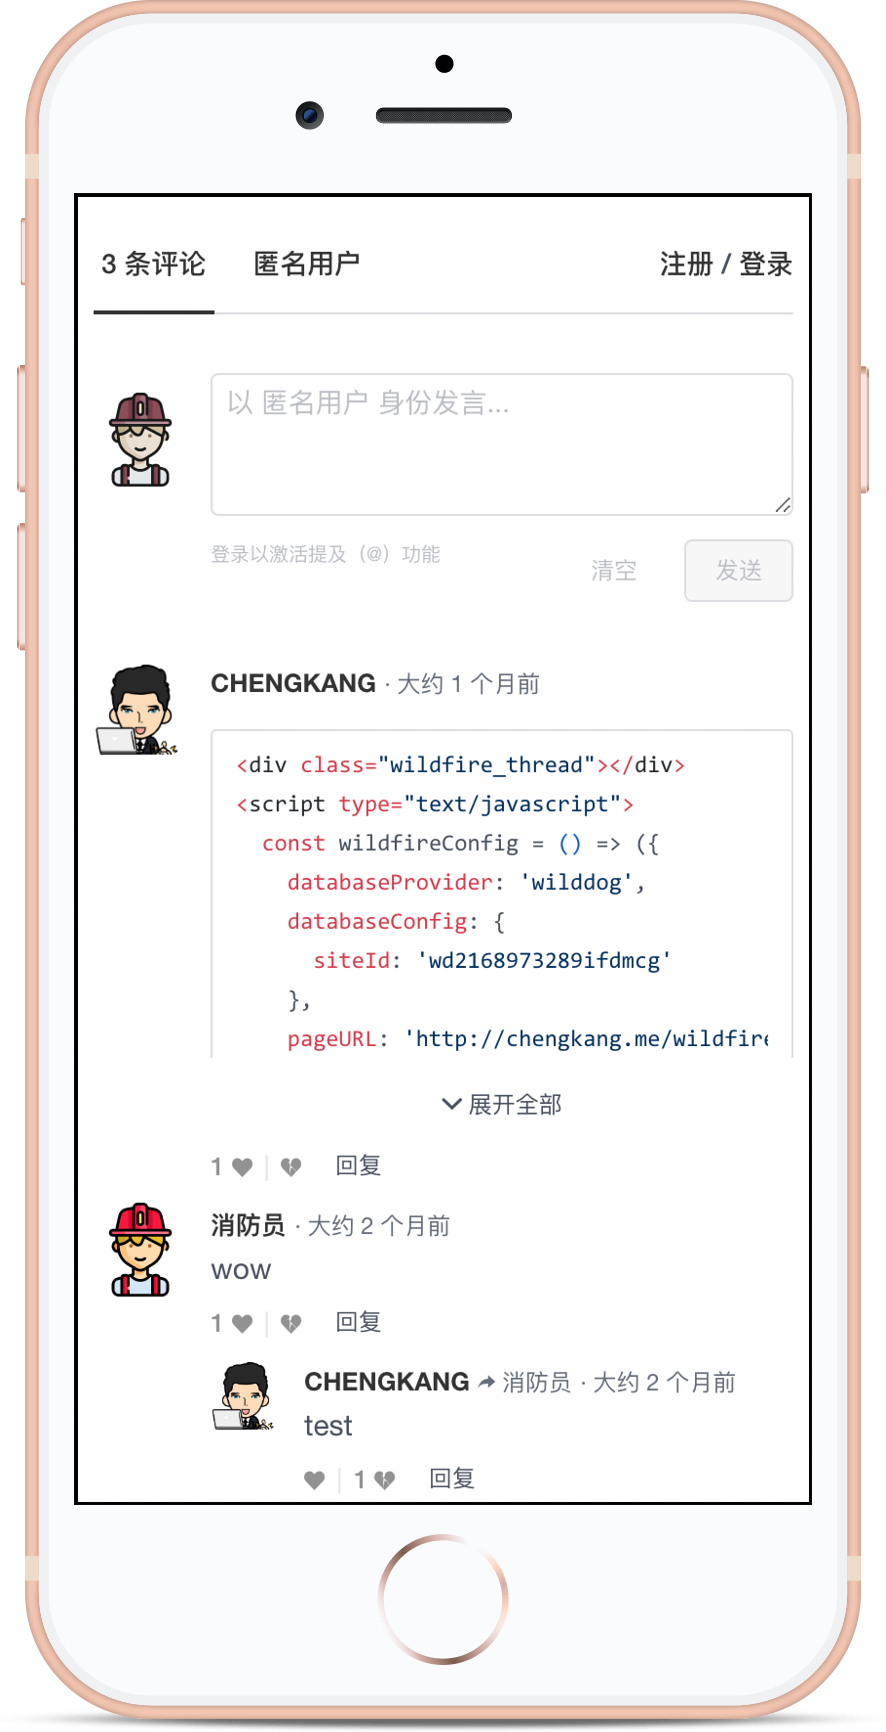 3 条评论 匿名用户 注册 / 登录
以 匿名用户 身份发言...
登录以激活提及（@）功能
清空 发送
CHENGKANG · 大约 1 个月前
<div class="wildfire_thread"></div>
<script type="text/javascript">
const wildfireConfig = () => ({
databaseProvider: 'wilddog',
databaseConfig: {
siteId: 'wd2168973289ifdmcg'
},
pageURL: 'http://chengkang.me/wildfire
展开全部
1 回复
消防员 · 大约 2 个月前
wow
1 回复
CHENGKANG 消防员 · 大约 2 个月前
test
1 回复